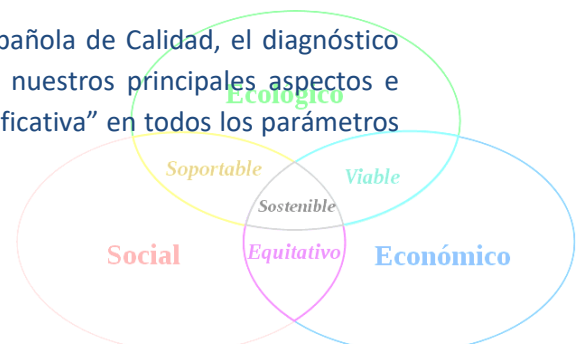 pañola de Calidad, el diagnóstico
nuestros principales aspectos e
Ecológico
ficativa” en todos los parámetros
Soportable
Viable
Sostenible
Social
Equitativo
Económico